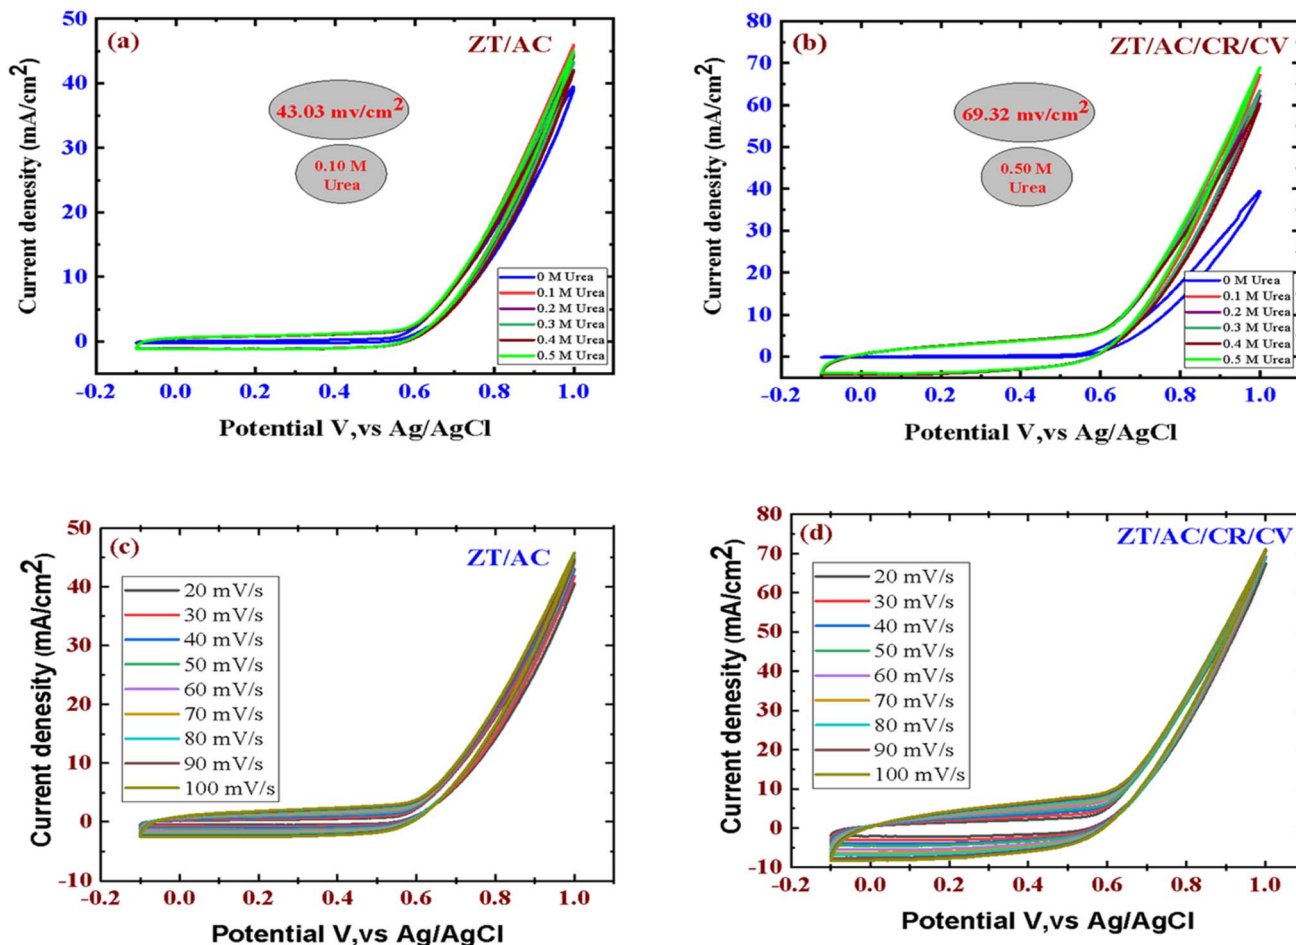 (a)
ZT/AC
43.03 mv/cm2
0.10 M
Urea
Current denesity (mA/cm2)
50
40
30
20
10
0
-0.2
0.0
0.2
0.4
0.6
0.8
1.0
0 M Urea
0.1 M Urea
0.2 M Urea
0.3 M Urea
0.4 M Urea
0.5 M Urea
Potential V,vs Ag/AgCl
(b)
ZT/AC/CR/CV
69.32 mv/cm2
0.50 M
Urea
Current denesity (mA/cm2)
80
70
60
50
40
30
20
10
0
-0.2
0.0
0.2
0.4
0.6
0.8
1.0
0 M Urea
0.1 M Urea
0.2 M Urea
0.3 M Urea
0.4 M Urea
0.5 M Urea
Potential V,vs Ag/AgCl
(c)
ZT/AC
Current denesity (mA/cm2)
50
40
30
20
10
0
-10
-0.2
0.0
0.2
0.4
0.6
0.8
1.0
20 mV/s
30 mV/s
40 mV/s
50 mV/s
60 mV/s
70 mV/s
80 mV/s
90 mV/s
100 mV/s
Potential V,vs Ag/AgCl
(d)
ZT/AC/CR/CV
Current denesity (mA/cm2)
80
70
60
50
40
30
20
10
0
-10
-0.2
0.0
0.2
0.4
0.6
0.8
1.0
20 mV/s
30 mV/s
40 mV/s
50 mV/s
60 mV/s
70 mV/s
80 mV/s
90 mV/s
100 mV/s
Potential V,vs Ag/AgCl